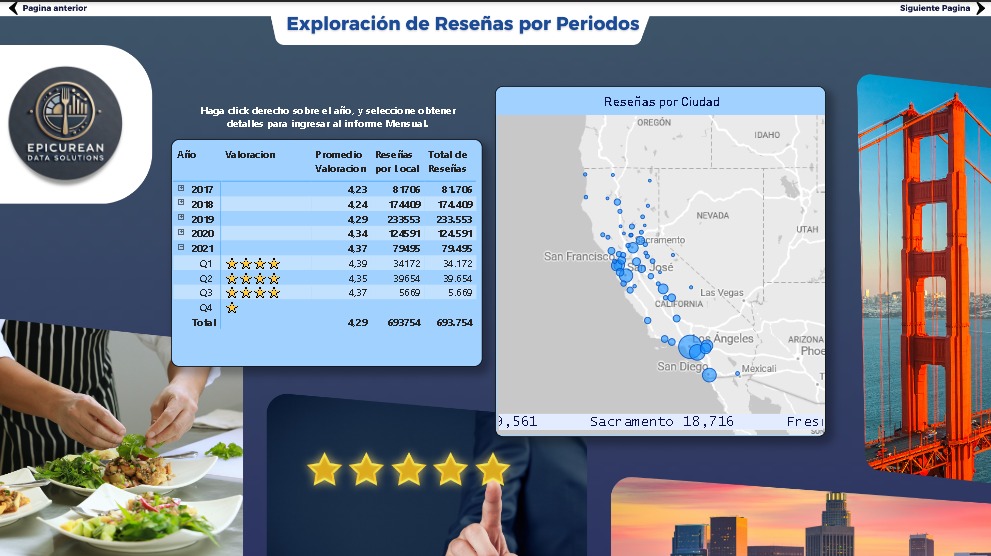 Pagina anterior
Siguiente Pagina
Exploración de Reseñas por Periodos
EPICUREAN
DATA SOLUTIONS
Haga click derecho sobre el año, y seleccione obtener
detalles para ingresar al informe Mensual.
Año Valoracion Promedio Valoracion Reseñas por Local Total de Reseñas
2017 4,23 81706 81.706
2018 4,24 174409 174.409
2019 4,29 233553 233.553
2020 4,34 124591 124.591
2021 4,37 79495 79.495
Q1 4,39 34172 34.172
Q2 4,35 39654 39.654
Q3 4,37 5669 5.669
Q4
Total 4,29 693754 693.754
Reseñas por Ciudad
OREGÓN
IDAHO
NEVADA
UTAH
Sacramento
San Francisco
San José
Las Vegas
CALIFORNIA
Los Ángeles
ARIZONA
Phoe
San Diego
Mexicali
,561 Sacramento 18,716 Fres